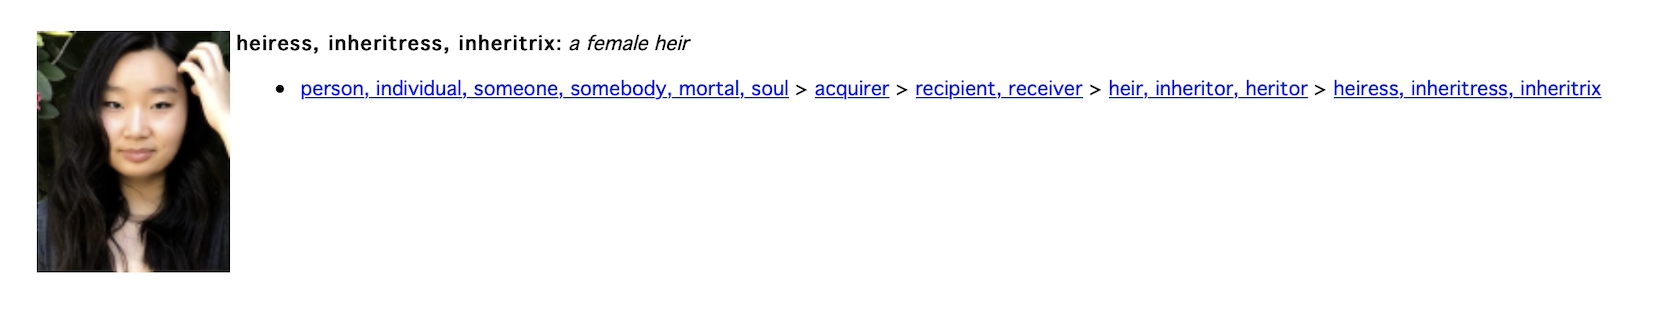 heiress, inheritress, inheritrix: a female heir
person, individual, someone, somebody, mortal, soul > acquirer > recipient, receiver > heir, inheritor, heritor > heiress, inheritress, inheritrix